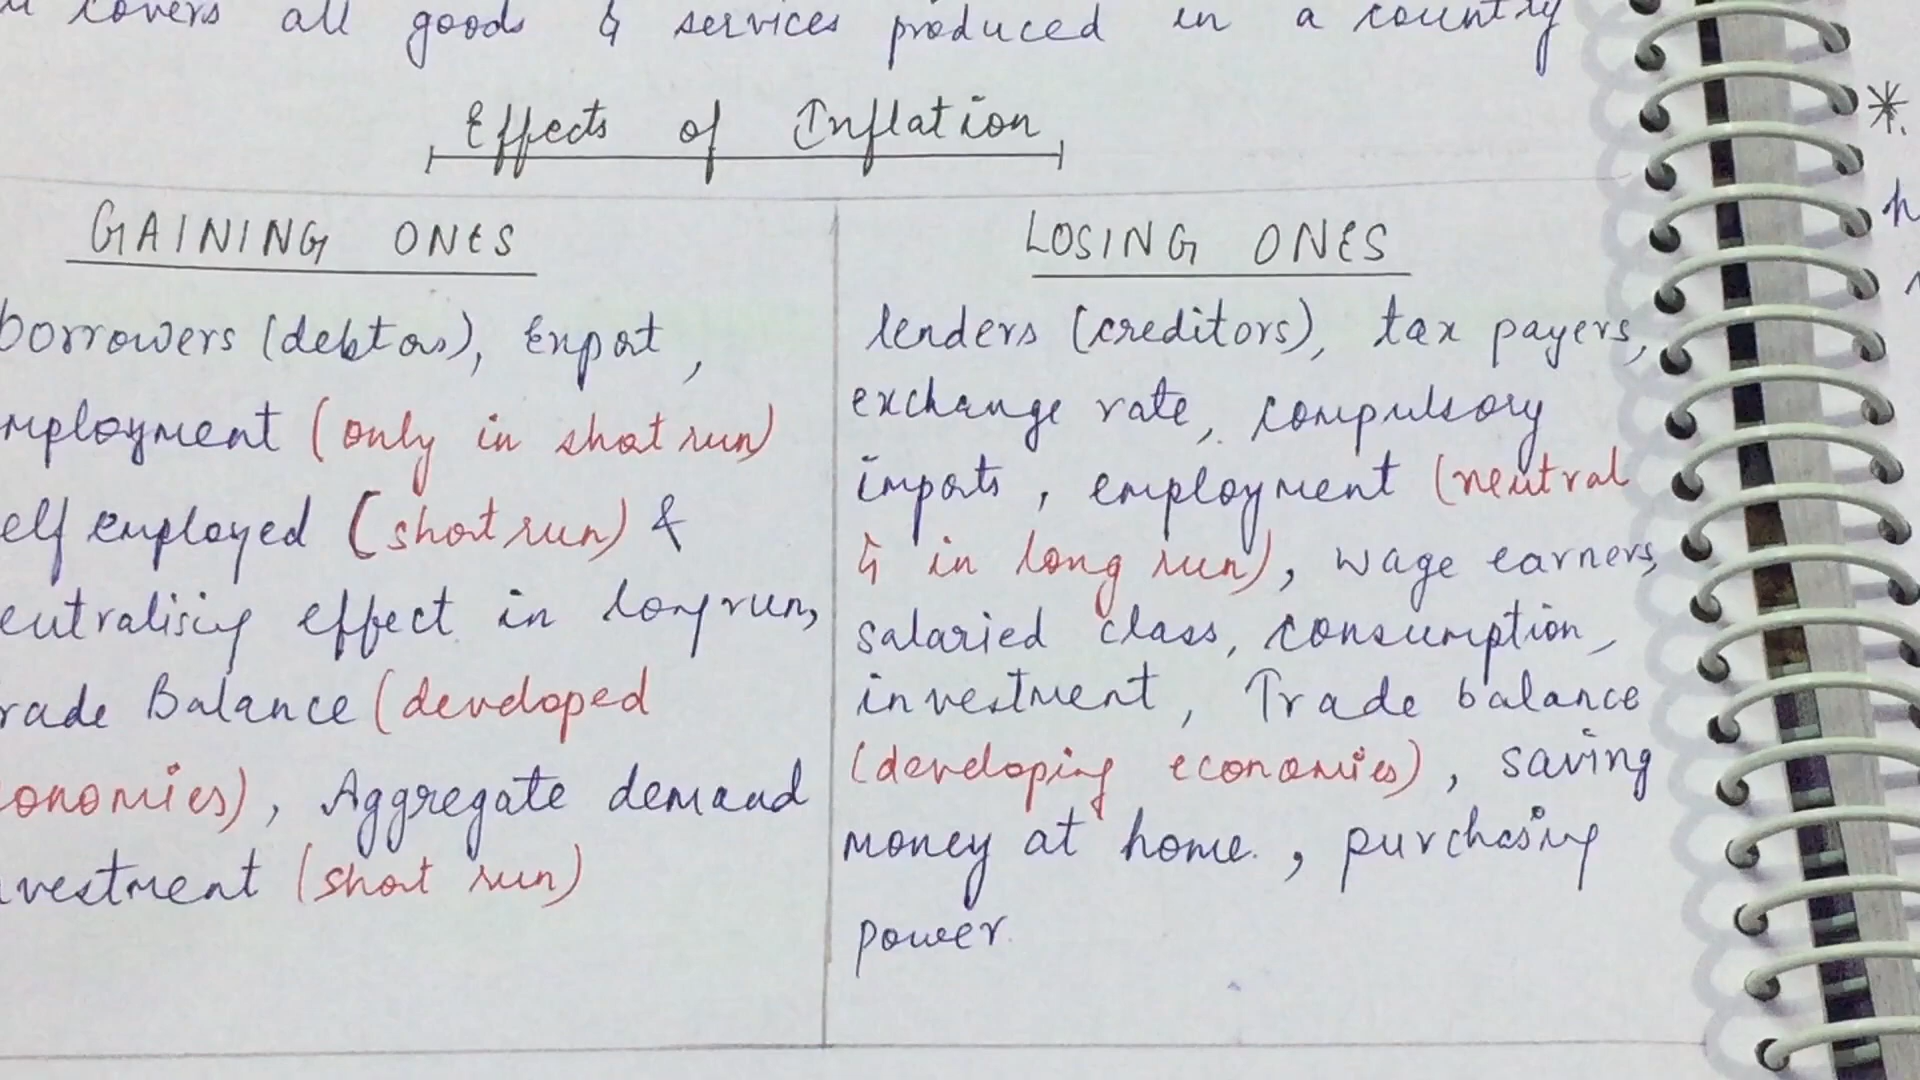 covers all goods & services produced in a country
Effects of Inflation
GAINING ONES
borrowers (debtors), Export,
mployment (only in short run)
elf employed (short run) &
eutralising effect in long run,
rade Balance (developed
onomies), Aggregate demand
vestment (short run)
LOSING ONES
lenders (creditors), tax payers,
exchange rate, compulsory
imports, employment (neutral
in long run), wage earners,
salaried class, consumption,
investment, Trade balance
(developing economies), saving
money at home, purchasing
power
*.